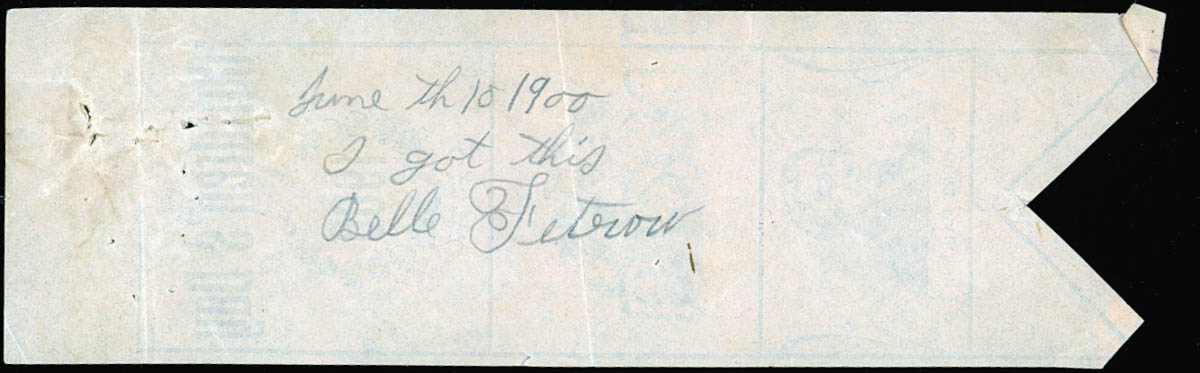 June th 10 1900
I got this
Belle Fetrow